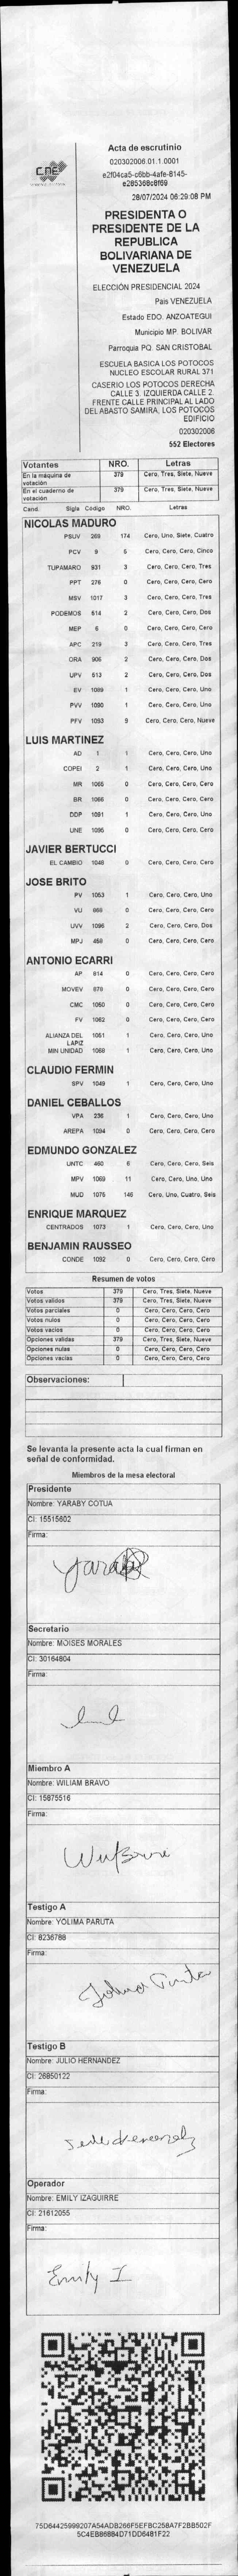 CNE
Acta de escrutinio
020302006.01.1.0001
e2f04ca5-c6bb-4afe-8145-
e285368c8f69
28/07/2024 06:29:08 PM
PRESIDENTA O
PRESIDENTE DE LA
REPUBLICA
BOLIVARIANA DE
VENEZUELA
ELECCIÓN PRESIDENCIAL 2024
Pais VENEZUELA
Estado EDO. ANZOATEGUI
Municipio MP. BOLIVAR
Parroquia PQ. SAN CRISTOBAL
ESCUELA BASICA LOS POTOCOS
NUCLEO ESCOLAR RURAL 371
CASERIO LOS POTOCOS DERECHA
CALLE 3. IZQUIERDA CALLE 2.
FRENTE CALLE PRINCIPAL AL LADO
DEL ABASTO SAMIRA. LOS POTOCOS
EDIFICIO
020302006
552 Electores
Votantes NRO. Letras
En la máquina de votación 379 Cero, Tres, Siete, Nueve
En el cuaderno de votación 379 Cero, Tres, Siete, Nueve
Cand. Sigla Código NRO. Letras
NICOLAS MADURO
PSUV 268 174 Cero, Uno, Siete, Cuatro
PCV 9 5 Cero, Cero, Cero, Cinco
TUPAMARO 931 3 Cero, Cero, Cero, Tres
PPT 276 0 Cero, Cero, Cero, Cero
MSV 1017 3 Cero, Cero, Cero, Tres
PODEMOS 514 2 Cero, Cero, Cero, Dos
MEP 6 0 Cero, Cero, Cero, Cero
APC 219 3 Cero, Cero, Cero, Tres
ORA 906 2 Cero, Cero, Cero, Dos
UPV 513 2 Cero, Cero, Cero, Dos
EV 1089 1 Cero, Cero, Cero, Uno
PVV 1090 1 Cero, Cero, Cero, Uno
PFV 1093 9 Cero, Cero, Cero, Nueve
LUIS MARTINEZ
AD 1 1 Cero, Cero, Cero, Uno
COPEI 2 1 Cero, Cero, Cero, Uno
MR 1005 0 Cero, Cero, Cero, Cero
BR 1066 0 Cero, Cero, Cero, Cero
DDP 1091 1 Cero, Cero, Cero, Uno
UNE 1095 0 Cero, Cero, Cero, Cero
JAVIER BERTUCCI
EL CAMBIO 1046 0 Cero, Cero, Cero, Cero
JOSE BRITO
PV 1053 1 Cero, Cero, Cero, Uno
VU 868 0 Cero, Cero, Cero, Cero
UVV 1096 2 Cero, Cero, Cero, Dos
MPJ 458 0 Cero, Cero, Cero, Cero
ANTONIO ECARRI
AP 814 0 Cero, Cero, Cero, Cero
MOVEV 679 0 Cero, Cero, Cero, Cero
CMC 1050 0 Cero, Cero, Cero, Cero
FV 1062 0 Cero, Cero, Cero, Cero
ALIANZA DEL LAPIZ 1051 1 Cero, Cero, Cero, Uno
MIN UNIDAD 1068 1 Cero, Cero, Cero, Uno
CLAUDIO FERMIN
SPV 1049 1 Cero, Cero, Cero, Uno
DANIEL CEBALLOS
VPA 236 1 Cero, Cero, Cero, Uno
AREPA 1094 0 Cero, Cero, Cero, Cero
EDMUNDO GONZALEZ
UNTC 460 6 Cero, Cero, Cero, Seis
MPV 1069 11 Cero, Cero, Uno, Uno
MUD 1075 146 Cero, Uno, Cuatro, Seis
ENRIQUE MARQUEZ
CENTRADOS 1073 1 Cero, Cero, Cero, Uno
BENJAMIN RAUSSEO
CONDE 1092 0 Cero, Cero, Cero, Cero
Resumen de votos
Votos 379 Cero, Tres, Siete, Nueve
Votos validos 379 Cero, Tres, Siete, Nueve
Votos parciales 0 Cero, Cero, Cero, Cero
Votos nulos 0 Cero, Cero, Cero, Cero
Votos vacios 0 Cero, Cero, Cero, Cero
Opciones validas 379 Cero, Tres, Siete, Nueve
Opciones nulas 0 Cero, Cero, Cero, Cero
Opciones vacias 0 Cero, Cero, Cero, Cero
Observaciones:
Se levanta la presente acta la cual firman en
señal de conformidad.
Miembros de la mesa electoral
Presidente
Nombre: YARABY COTUA
CI: 15515602
Firma:
Yaraby
Secretario
Nombre: MOISES MORALES
CI: 30164804
Firma:
Miembro A
Nombre: WILIAM BRAVO
CI: 15875516
Firma:
Testigo A
Nombre: YOLIMA PARUTA
CI: 8236788
Firma:
Testigo B
Nombre: JULIO HERNANDEZ
CI: 26850122
Firma:
Operador
Nombre: EMILY IZAGUIRRE
CI: 21612055
Firma:
Emily I
75D64425999207A54ADB266F5EFBC258A7F2BB502F
5C4EB86884D71DD6481F22